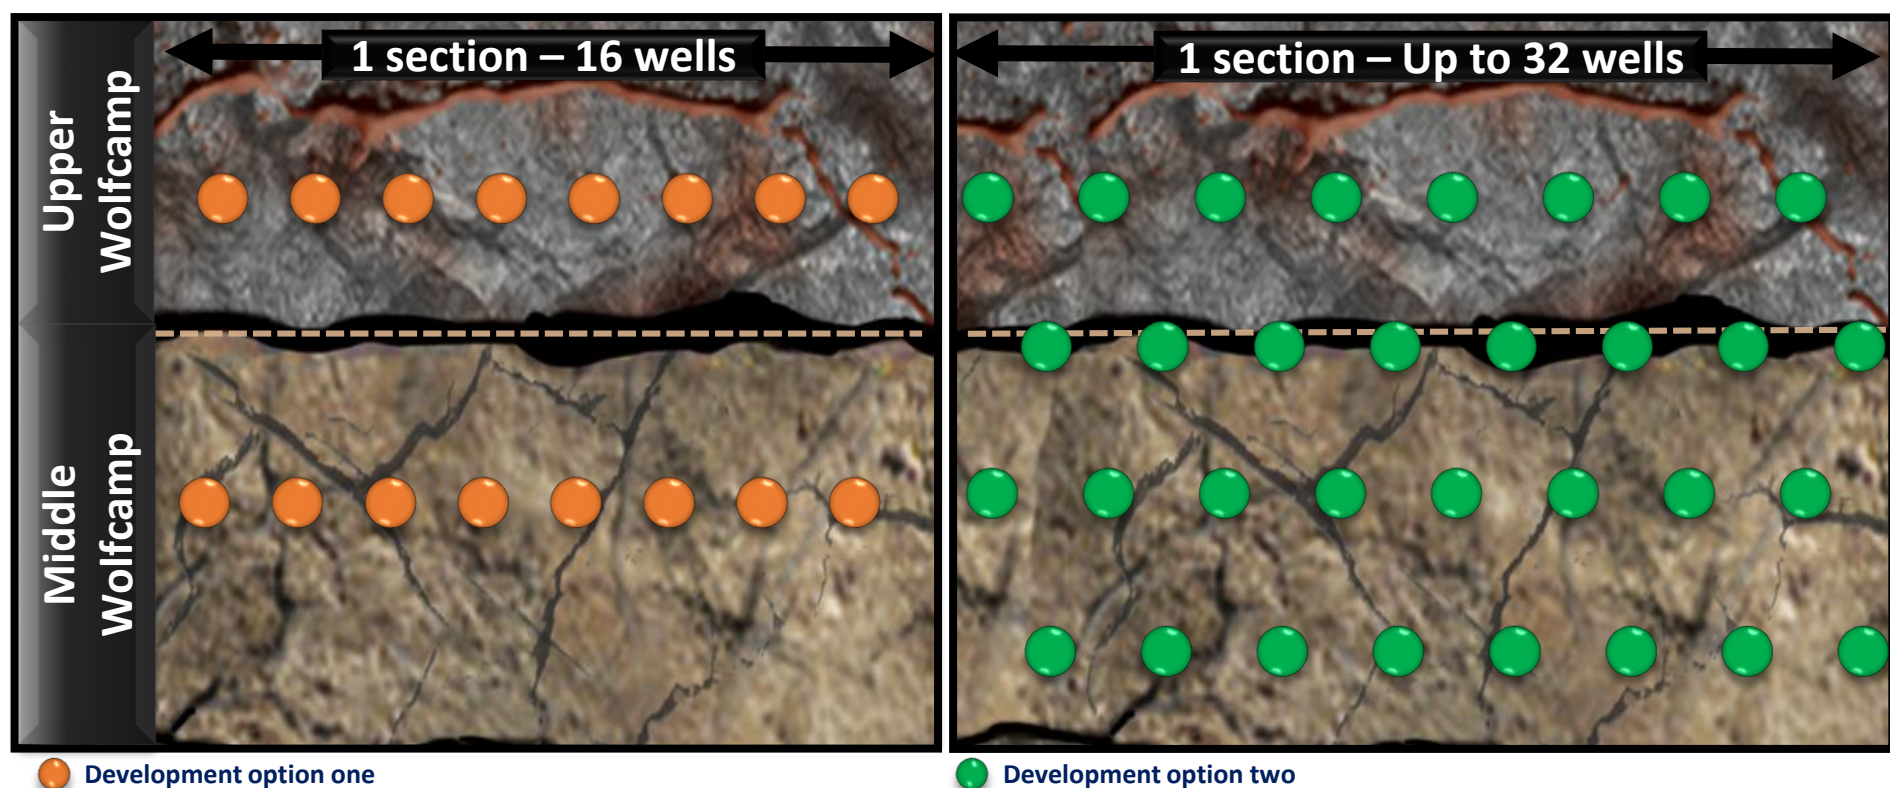 1 section – 16 wells
1 section – Up to 32 wells
Upper
Wolfcamp
Middle
Wolfcamp
Development option one
Development option two